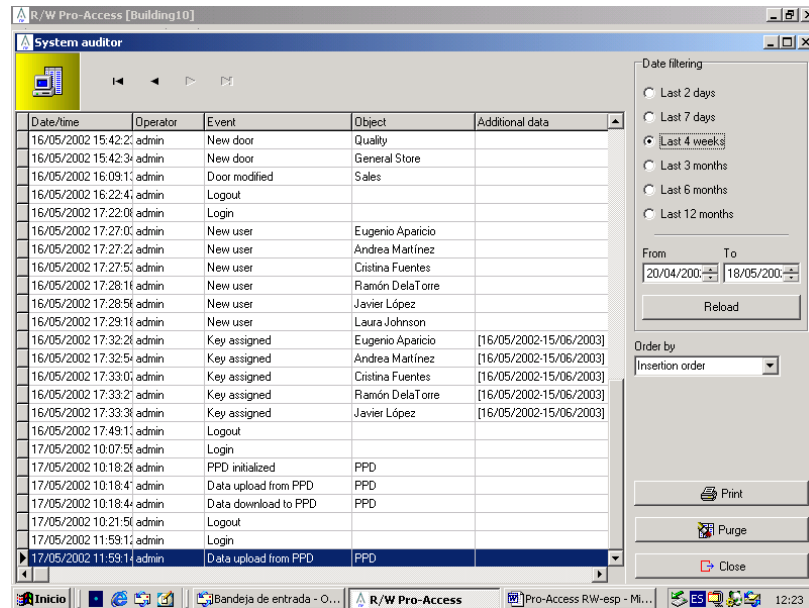 R/W Pro-Access [Building10]
System auditor
Date/time Operator Event Object Additional data
16/05/2002 15:42:2 admin New door Quality
16/05/2002 15:42:34 admin New door General Store
16/05/2002 16:09:1 admin Door modified Sales
16/05/2002 16:22:4 admin Logout
16/05/2002 17:22:0 admin Login
16/05/2002 17:27:0 admin New user Eugenio Aparicio
16/05/2002 17:27:2 admin New user Andrea Martínez
16/05/2002 17:27:5 admin New user Cristina Fuentes
16/05/2002 17:28:1 admin New user Ramón DelaTorre
16/05/2002 17:28:5 admin New user Javier López
16/05/2002 17:29:1 admin New user Laura Johnson
16/05/2002 17:32:2 admin Key assigned Eugenio Aparicio [16/05/2002-15/06/2003]
16/05/2002 17:32:54 admin Key assigned Andrea Martínez [16/05/2002-15/06/2003]
16/05/2002 17:33:0 admin Key assigned Cristina Fuentes [16/05/2002-15/06/2003]
16/05/2002 17:33:2 admin Key assigned Ramón DelaTorre [16/05/2002-15/06/2003]
16/05/2002 17:33:3 admin Key assigned Javier López [16/05/2002-15/06/2003]
16/05/2002 17:49:1 admin Logout
17/05/2002 10:07:5 admin Login
17/05/2002 10:18:2 admin PPD initialized PPD
17/05/2002 10:18:4 admin Data upload from PPD PPD
17/05/2002 10:18:44 admin Data download to PPD PPD
17/05/2002 10:21:5 admin Logout
17/05/2002 11:59:1 admin Login
17/05/2002 11:59:14 admin Data upload from PPD PPD
Date filtering
Last 2 days
Last 7 days
Last 4 weeks
Last 3 months
Last 6 months
Last 12 months
From To
20/04/200 18/05/200
Reload
Order by
Insertion order
Print
Purge
Close
Inicio Bandeja de entrada - O... R/W Pro-Access Pro-Access RW-esp - Mi... ES 12:23